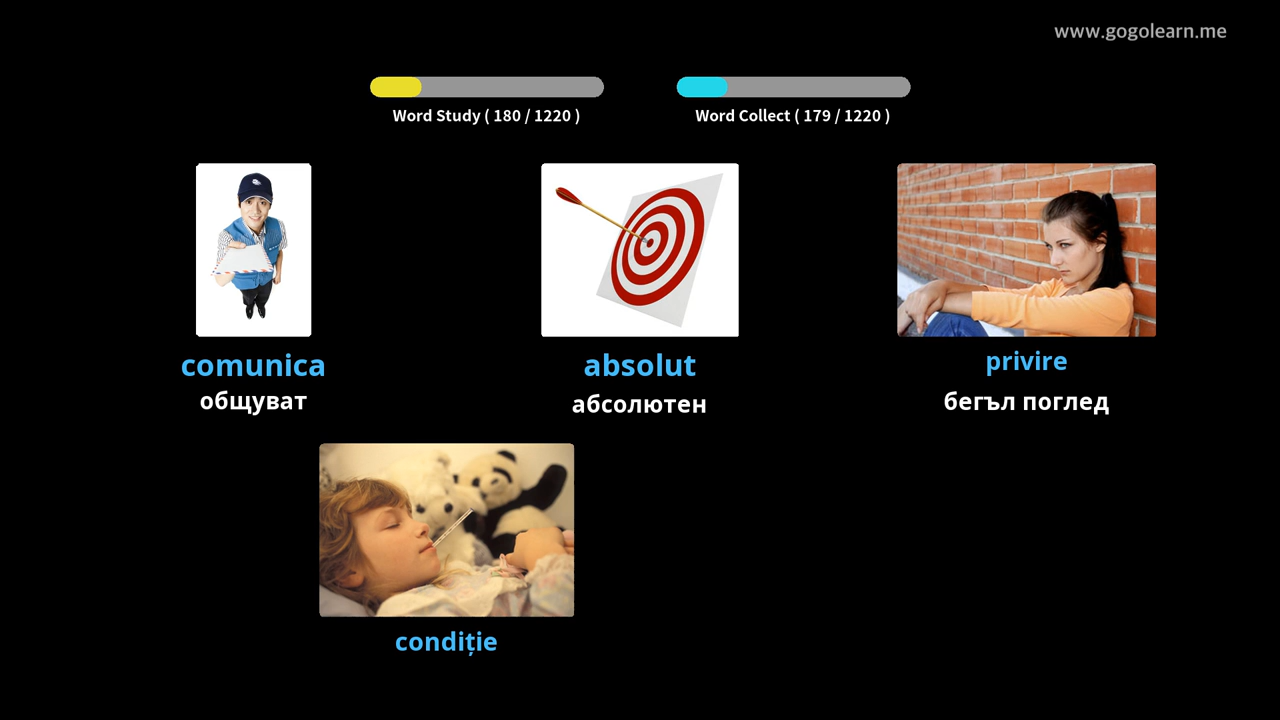 www.gogolearn.me
Word Study ( 180 / 1220 )
Word Collect ( 179 / 1220 )
comunica
общуват
absolut
абсолютен
privire
бегъл поглед
condiție